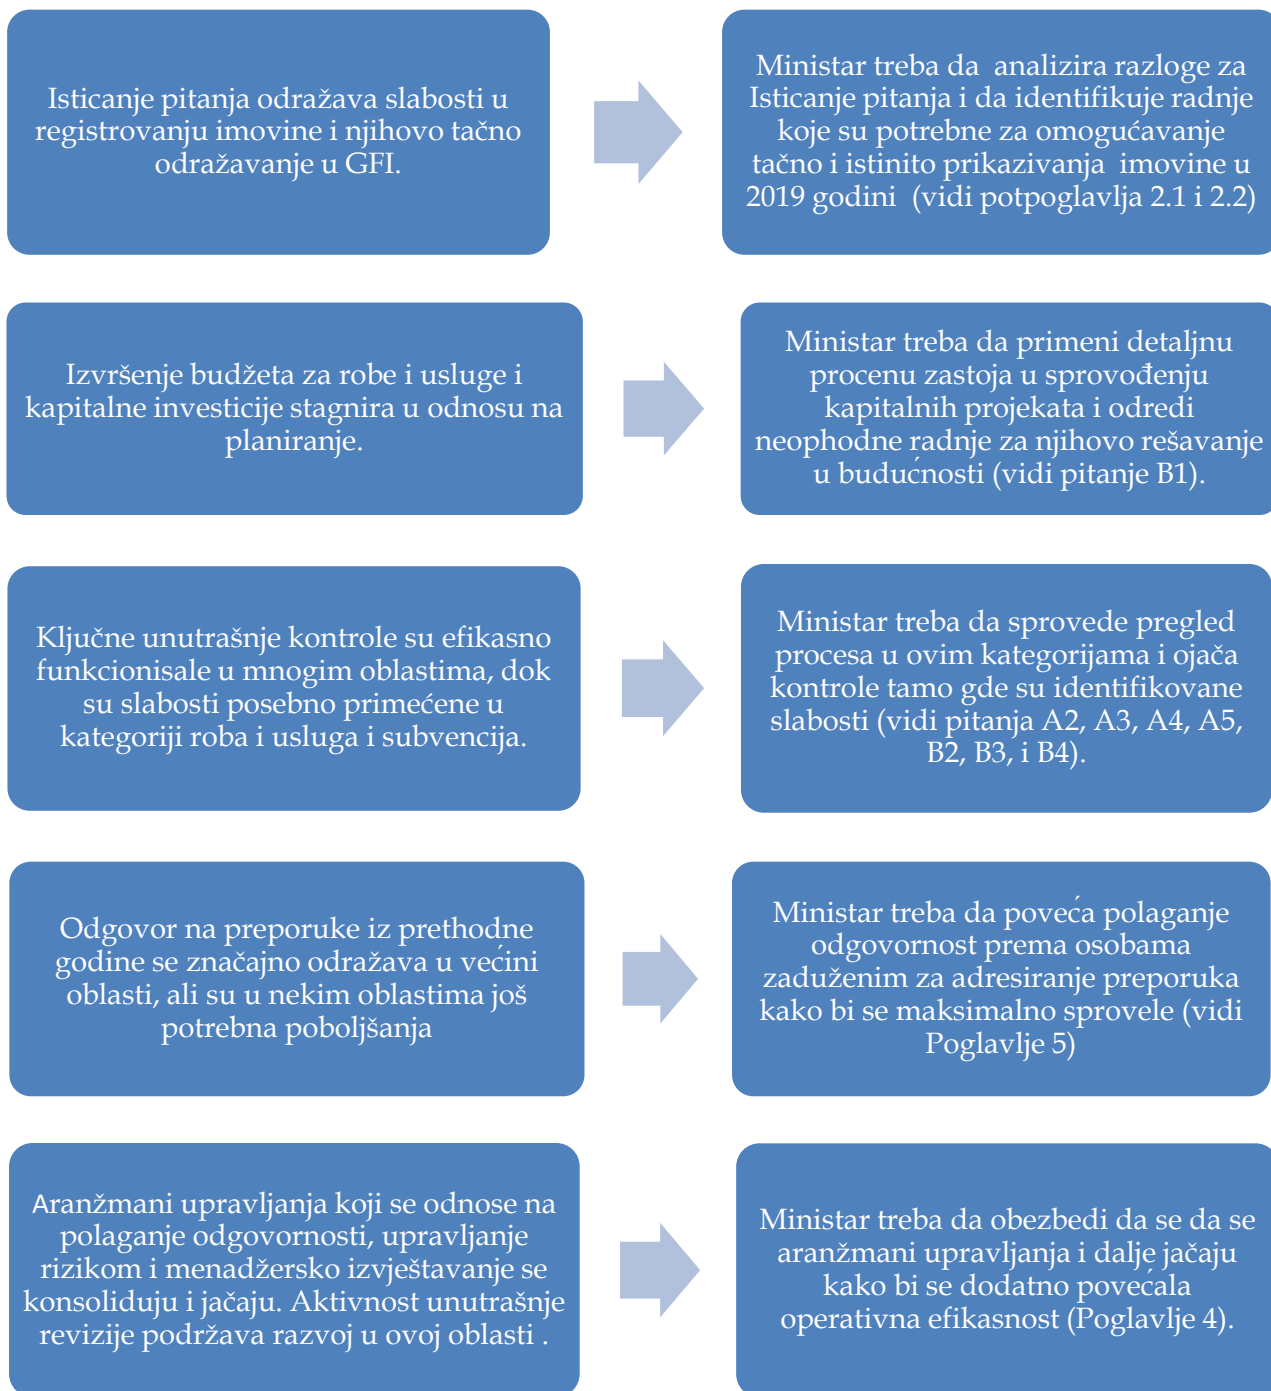 Isticanje pitanja odražava slabosti u
registrovanju imovine i njihovo tačno
odražavanje u GFI.
Ministar treba da  analizira razloge za
Isticanje pitanja i da identifikuje radnje
koje su potrebne za omogućavanje
tačno i istinito prikazivanja  imovine u
2019 godini  (vidi potpoglavlja 2.1 i 2.2)
Izvršenje budžeta za robe i usluge i
kapitalne investicije stagnira u odnosu na
planiranje.
Ministar treba da primeni detaljnu
procenu zastoja u sprovođenju
kapitalnih projekata i odredi
neophodne radnje za njihovo rešavanje
u budućnosti (vidi pitanje B1).
Ključne unutrašnje kontrole su efikasno
funkcionisale u mnogim oblastima, dok
su slabosti posebno primećene u
kategoriji roba i usluga i subvencija.
Ministar treba da sprovede pregled
procesa u ovim kategorijama i ojača
kontrole tamo gde su identifikovane
slabosti (vidi pitanja A2, A3, A4, A5,
B2, B3, i B4).
Odgovor na preporuke iz prethodne
godine se značajno odražava u većini
oblasti, ali su u nekim oblastima još
potrebna poboljšanja
Ministar treba da poveća polaganje
odgovornost prema osobama
zaduženim za adresiranje preporuka
kako bi se maksimalno sprovele (vidi
Poglavlje 5)
Aranžmani upravljanja koji se odnose na
polaganje odgovornosti, upravljanje
rizikom i menadžersko izvještavanje se
konsoliduju i jačaju. Aktivnost unutrašnje
revizije podržava razvoj u ovoj oblasti .
Ministar treba da obezbedi da se da se
aranžmani upravljanja i dalje jačaju
kako bi se dodatno povećala
operativna efikasnost (Poglavlje 4).